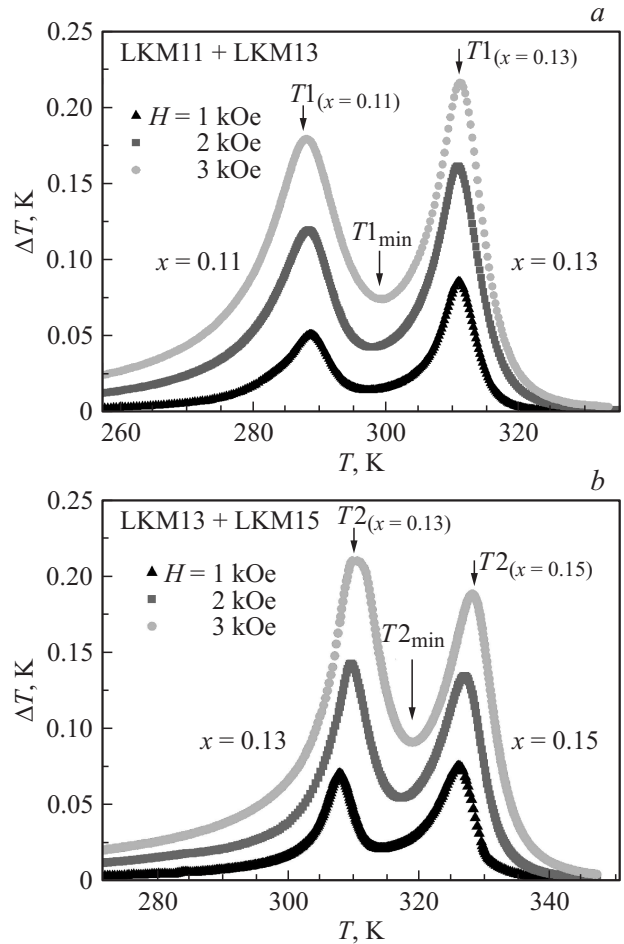 a
0.25
LKM11 + LKM13
T1(x = 0.13)
T1(x = 0.11)
H = 1 kOe
2 kOe
3 kOe
0.20
0.15
T1min
ΔT, K
x = 0.11
x = 0.13
0.10
0.05
0
260 280 300 320
T, K
b
0.25
LKM13 + LKM15
T2(x = 0.13)
T2(x = 0.15)
H = 1 kOe
2 kOe
3 kOe
0.20
0.15
T2min
ΔT, K
x = 0.13
x = 0.15
0.10
0.05
0
280 300 320 340
T, K